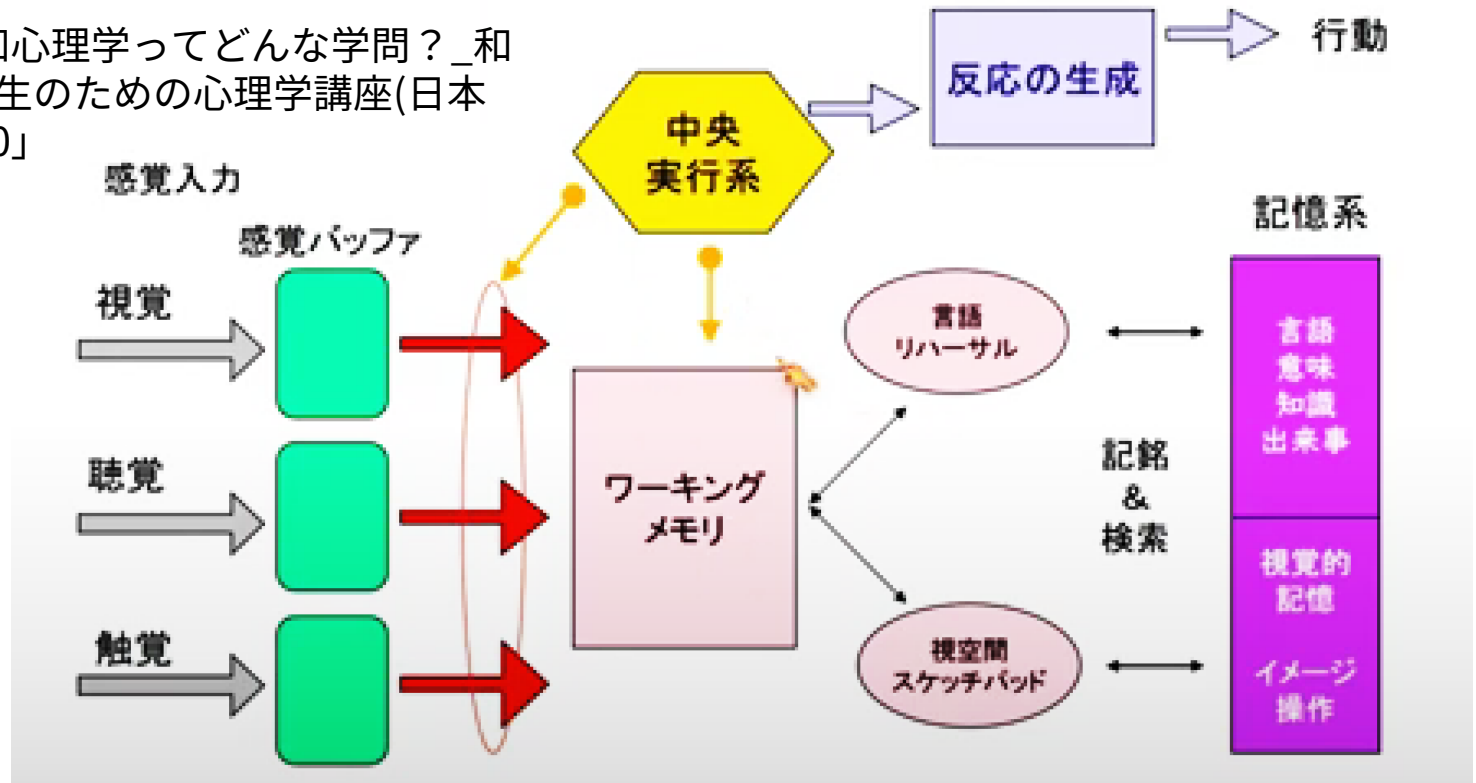 心理学ってどんな学問？_和
生のための心理学講座(日本
0」
感覚入力
感覚バッファ
視覚
聴覚
触覚
中央
実行系
反応の生成
行動
ワーキング
メモリ
言語
リハーサル
視空間
スケッチパッド
記銘
&
検索
記憶系
言語
意味
知識
出来事
視覚的
記憶
イメージ
操作